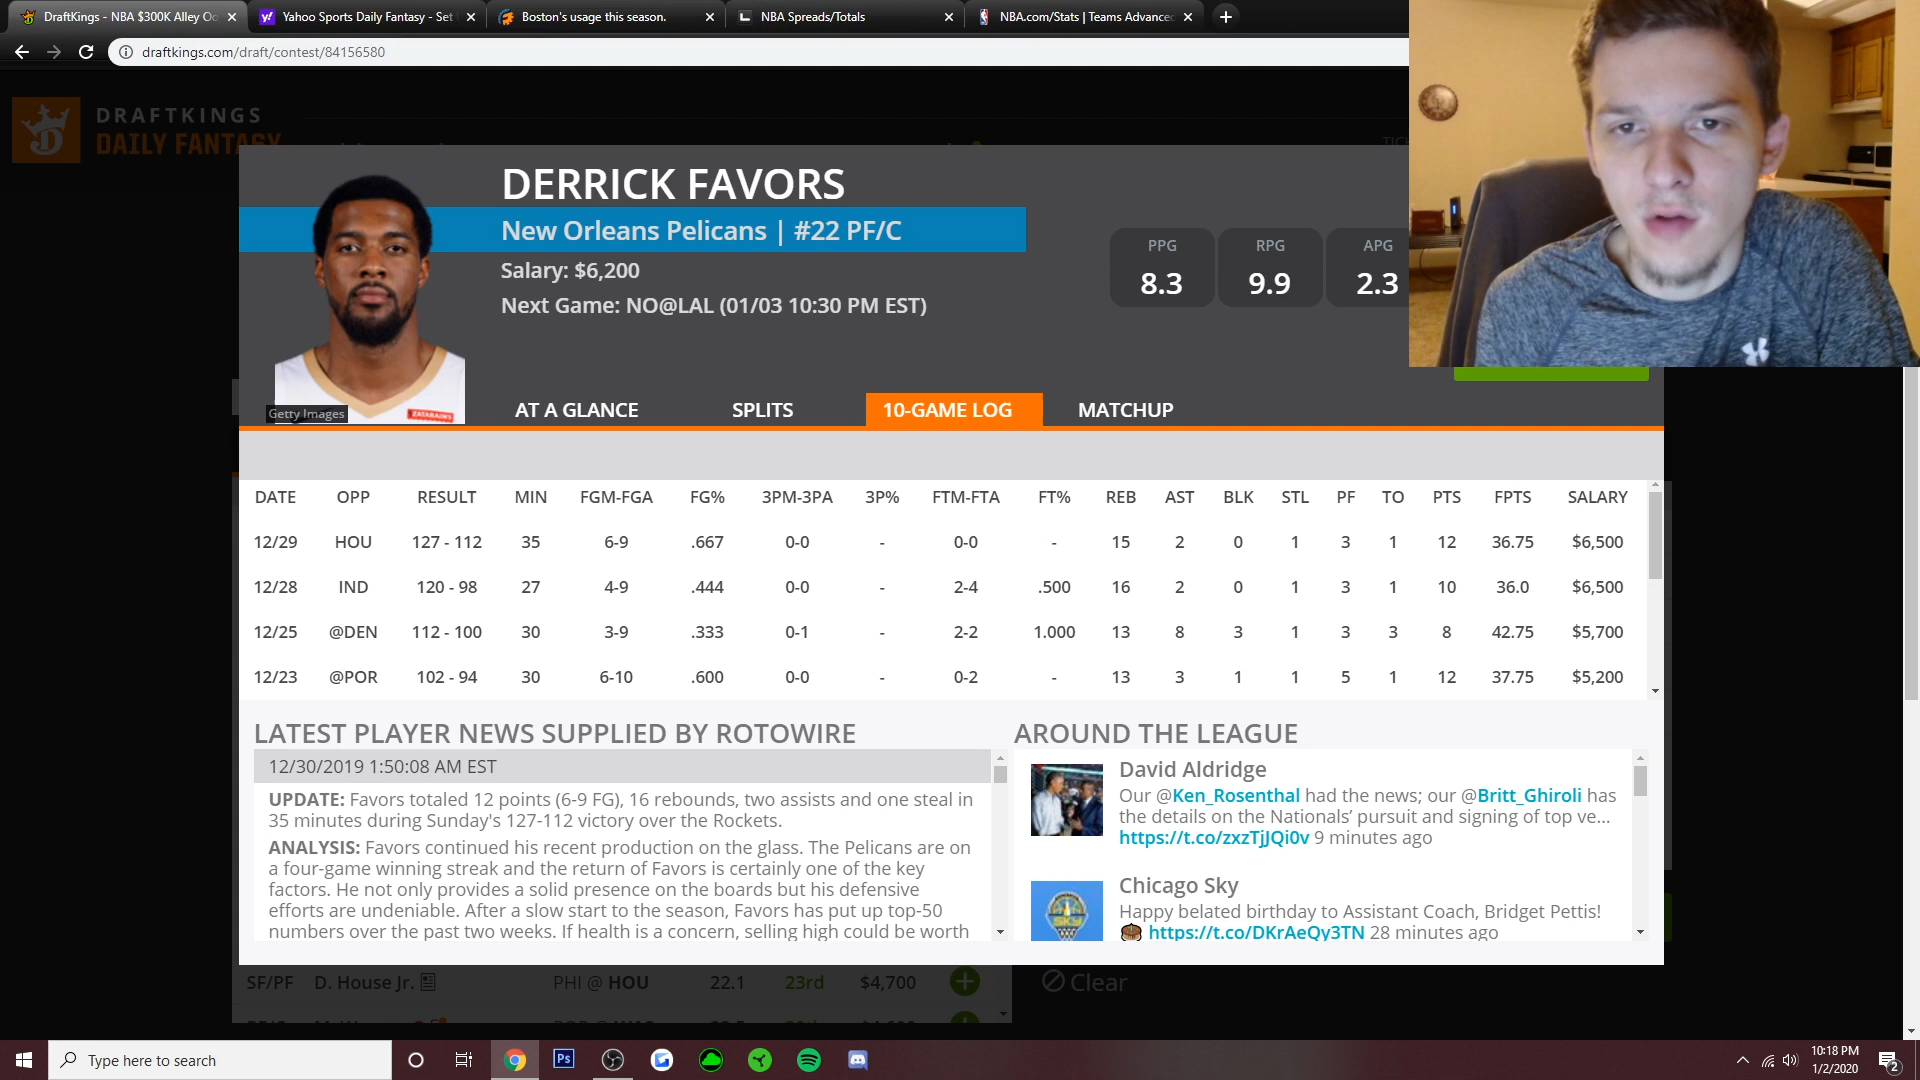 DraftKings - NBA $300K Alley Oo
Yahoo Sports Daily Fantasy - Set
Boston's usage this season.
NBA Spreads/Totals
NBA.com/Stats | Teams Advanced
draftkings.com/draft/contest/84156580
DRAFTKINGS
DAILY FANTASY
DERRICK FAVORS
New Orleans Pelicans | #22 PF/C
Salary: $6,200
Next Game: NO@LAL (01/03 10:30 PM EST)
PPG RPG APG
8.3 9.9 2.3
Getty Images
ZATARAIN'S
AT A GLANCE SPLITS 10-GAME LOG MATCHUP
DATE OPP RESULT MIN FGM-FGA FG% 3PM-3PA 3P% FTM-FTA FT% REB AST BLK STL PF TO PTS FPTS SALARY
12/29 HOU 127 - 112 35 6-9 .667 0-0 - 0-0 - 15 2 0 1 3 1 12 36.75 $6,500
12/28 IND 120 - 98 27 4-9 .444 0-0 - 2-4 .500 16 2 0 1 3 1 10 36.0 $6,500
12/25 @DEN 112 - 100 30 3-9 .333 0-1 - 2-2 1.000 13 8 3 1 3 3 8 42.75 $5,700
12/23 @POR 102 - 94 30 6-10 .600 0-0 - 0-2 - 13 3 1 1 5 1 12 37.75 $5,200
LATEST PLAYER NEWS SUPPLIED BY ROTOWIRE
12/30/2019 1:50:08 AM EST
UPDATE: Favors totaled 12 points (6-9 FG), 16 rebounds, two assists and one steal in
35 minutes during Sunday's 127-112 victory over the Rockets.
ANALYSIS: Favors continued his recent production on the glass. The Pelicans are on
a four-game winning streak and the return of Favors is certainly one of the key
factors. He not only provides a solid presence on the boards but his defensive
efforts are undeniable. After a slow start to the season, Favors has put up top-50
numbers over the past two weeks. If health is a concern, selling high could be worth
AROUND THE LEAGUE
David Aldridge
Our @Ken_Rosenthal had the news; our @Britt_Ghiroli has
the details on the Nationals' pursuit and signing of top ve...
https://t.co/zxzTjJQi0v 9 minutes ago
Chicago Sky
Happy belated birthday to Assistant Coach, Bridget Pettis!
https://t.co/DKrAeQy3TN 28 minutes ago
SF/PF D. House Jr. PHI @ HOU 22.1 23rd $4,700
Clear
Type here to search
Ps
10:18 PM
1/2/2020
2